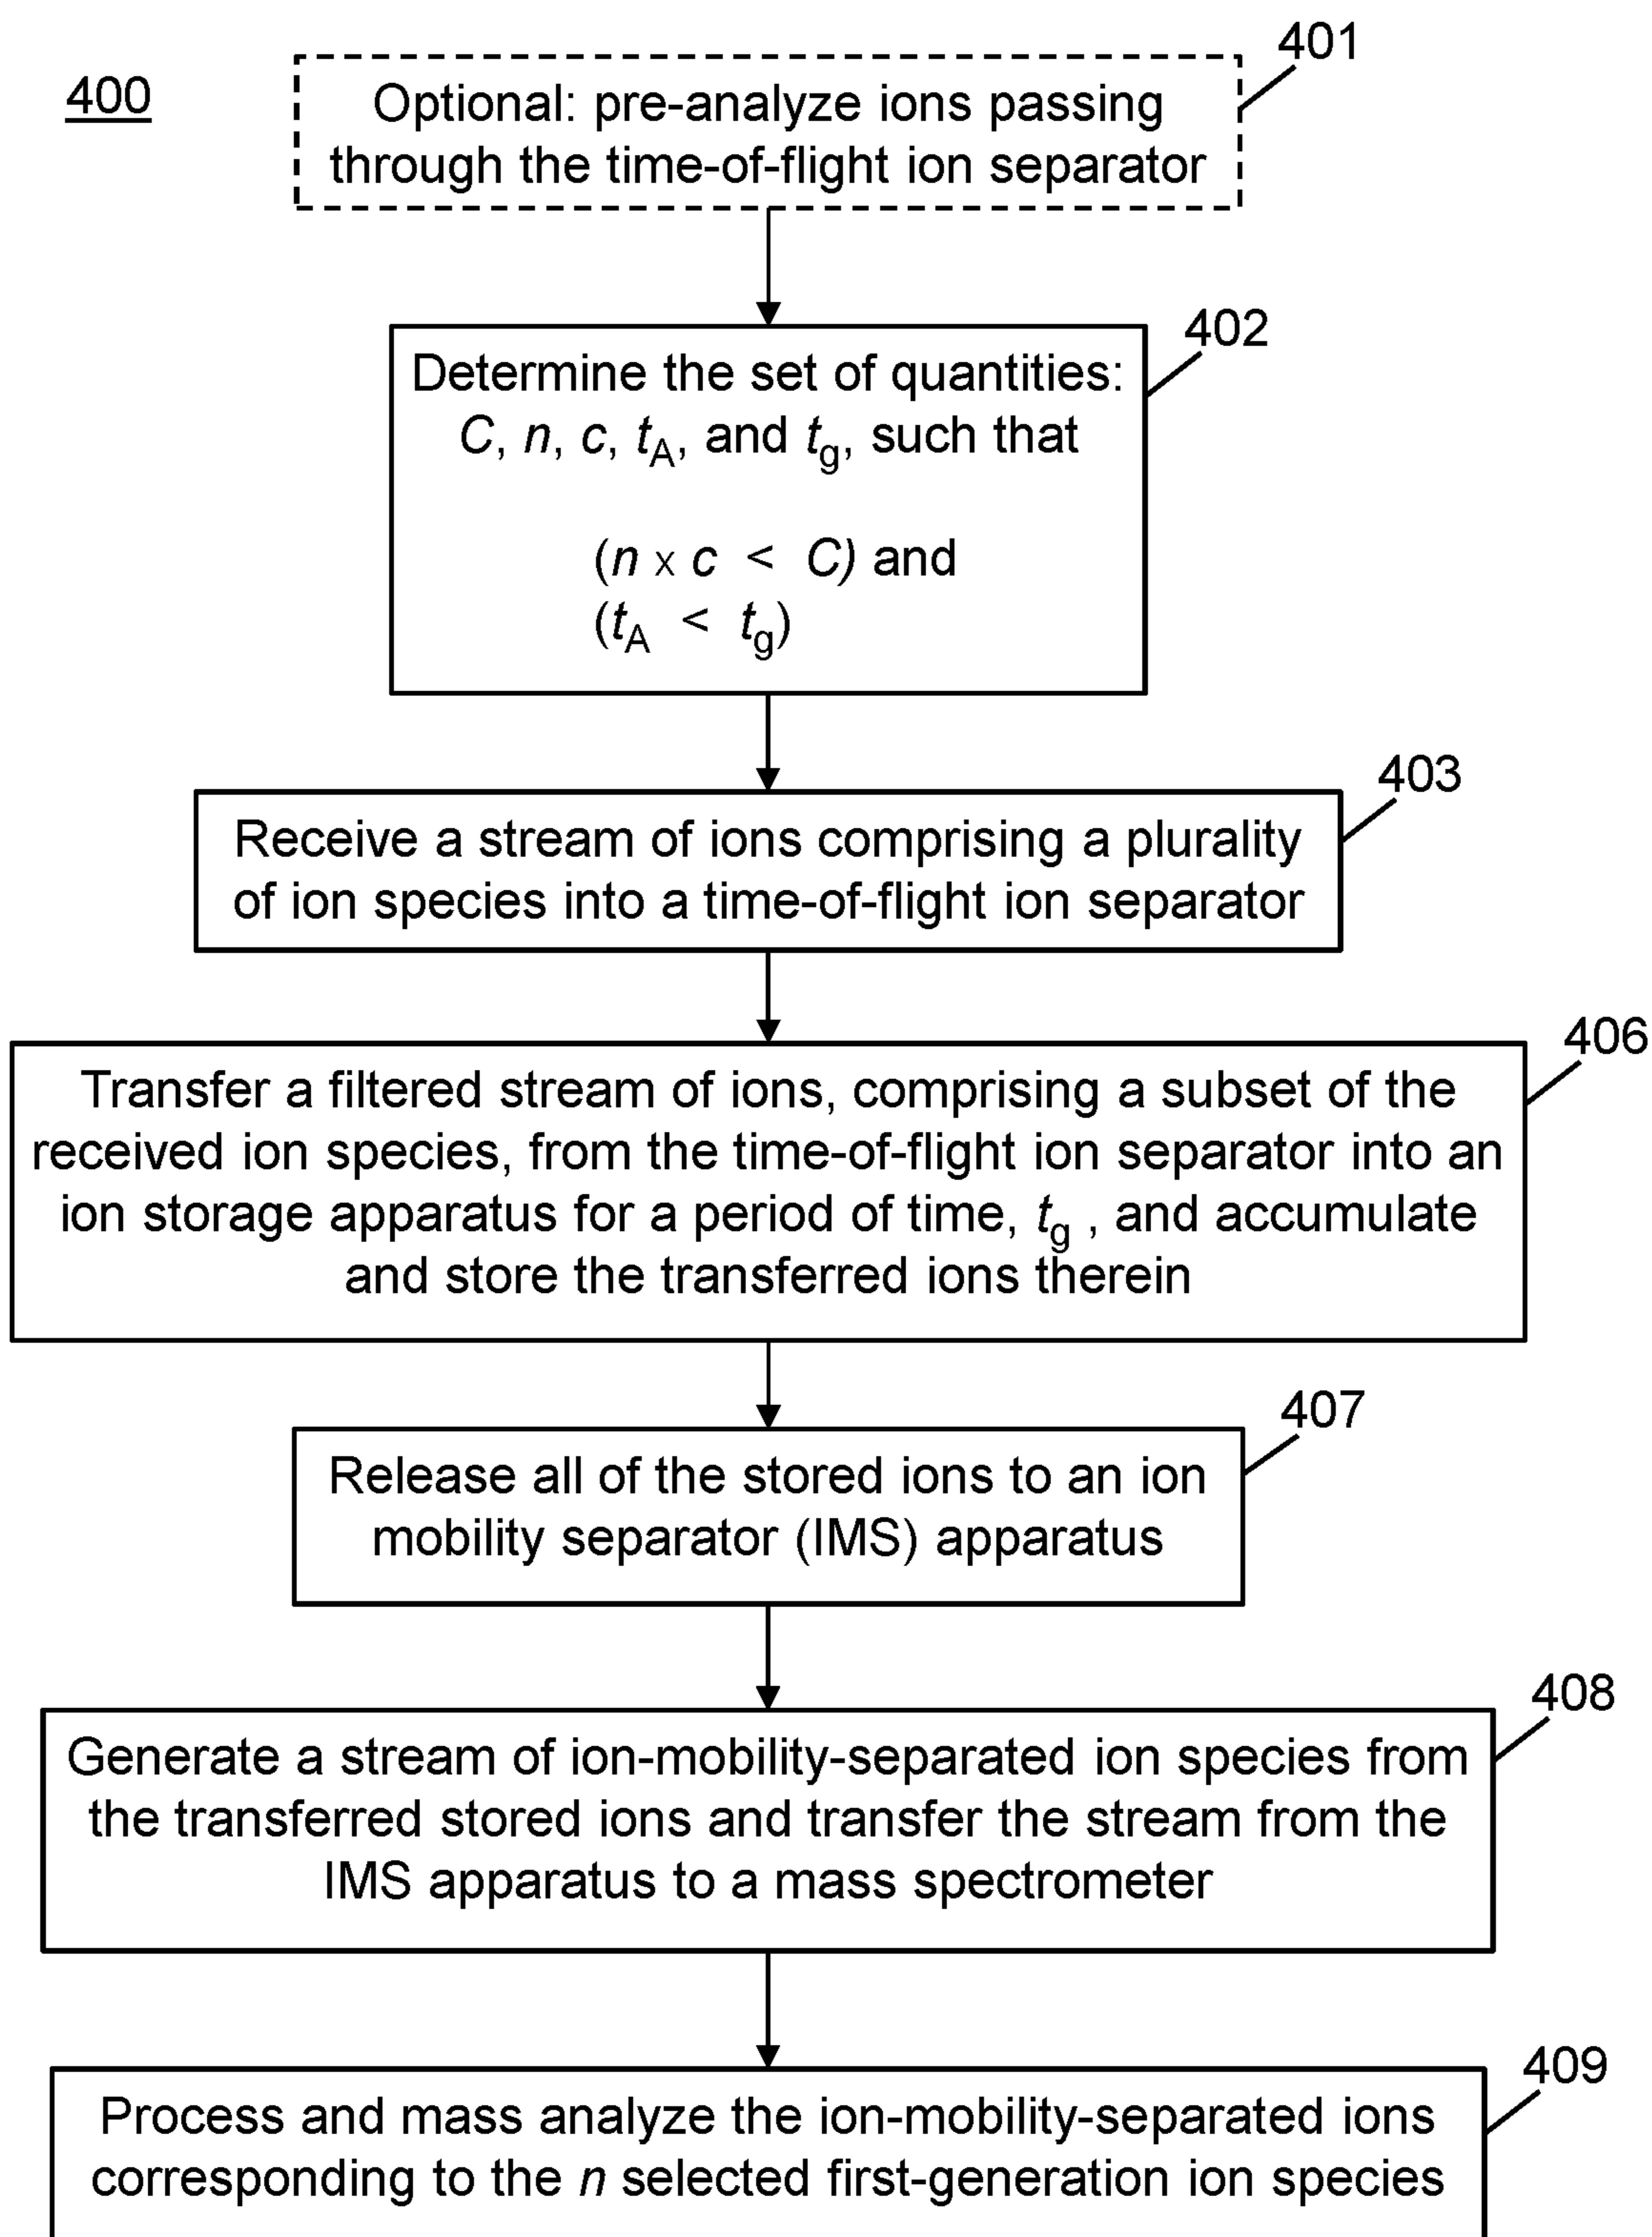 400
401
Optional: pre-analyze ions passing
through the time-of-flight ion separator
402
Determine the set of quantities:
C, n, c, tA, and tg, such that
(n x c < C) and
(tA < tg)
403
Receive a stream of ions comprising a plurality
of ion species into a time-of-flight ion separator
406
Transfer a filtered stream of ions, comprising a subset of the
received ion species, from the time-of-flight ion separator into an
ion storage apparatus for a period of time, tg , and accumulate
and store the transferred ions therein
407
Release all of the stored ions to an ion
mobility separator (IMS) apparatus
408
Generate a stream of ion-mobility-separated ion species from
the transferred stored ions and transfer the stream from the
IMS apparatus to a mass spectrometer
409
Process and mass analyze the ion-mobility-separated ions
corresponding to the n selected first-generation ion species